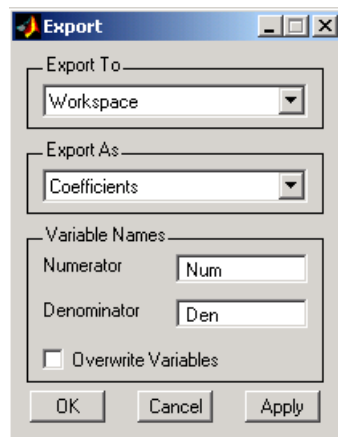 Export
Export To
Workspace
Export As
Coefficients
Variable Names
Numerator Num
Denominator Den
Overwrite Variables
OK Cancel Apply